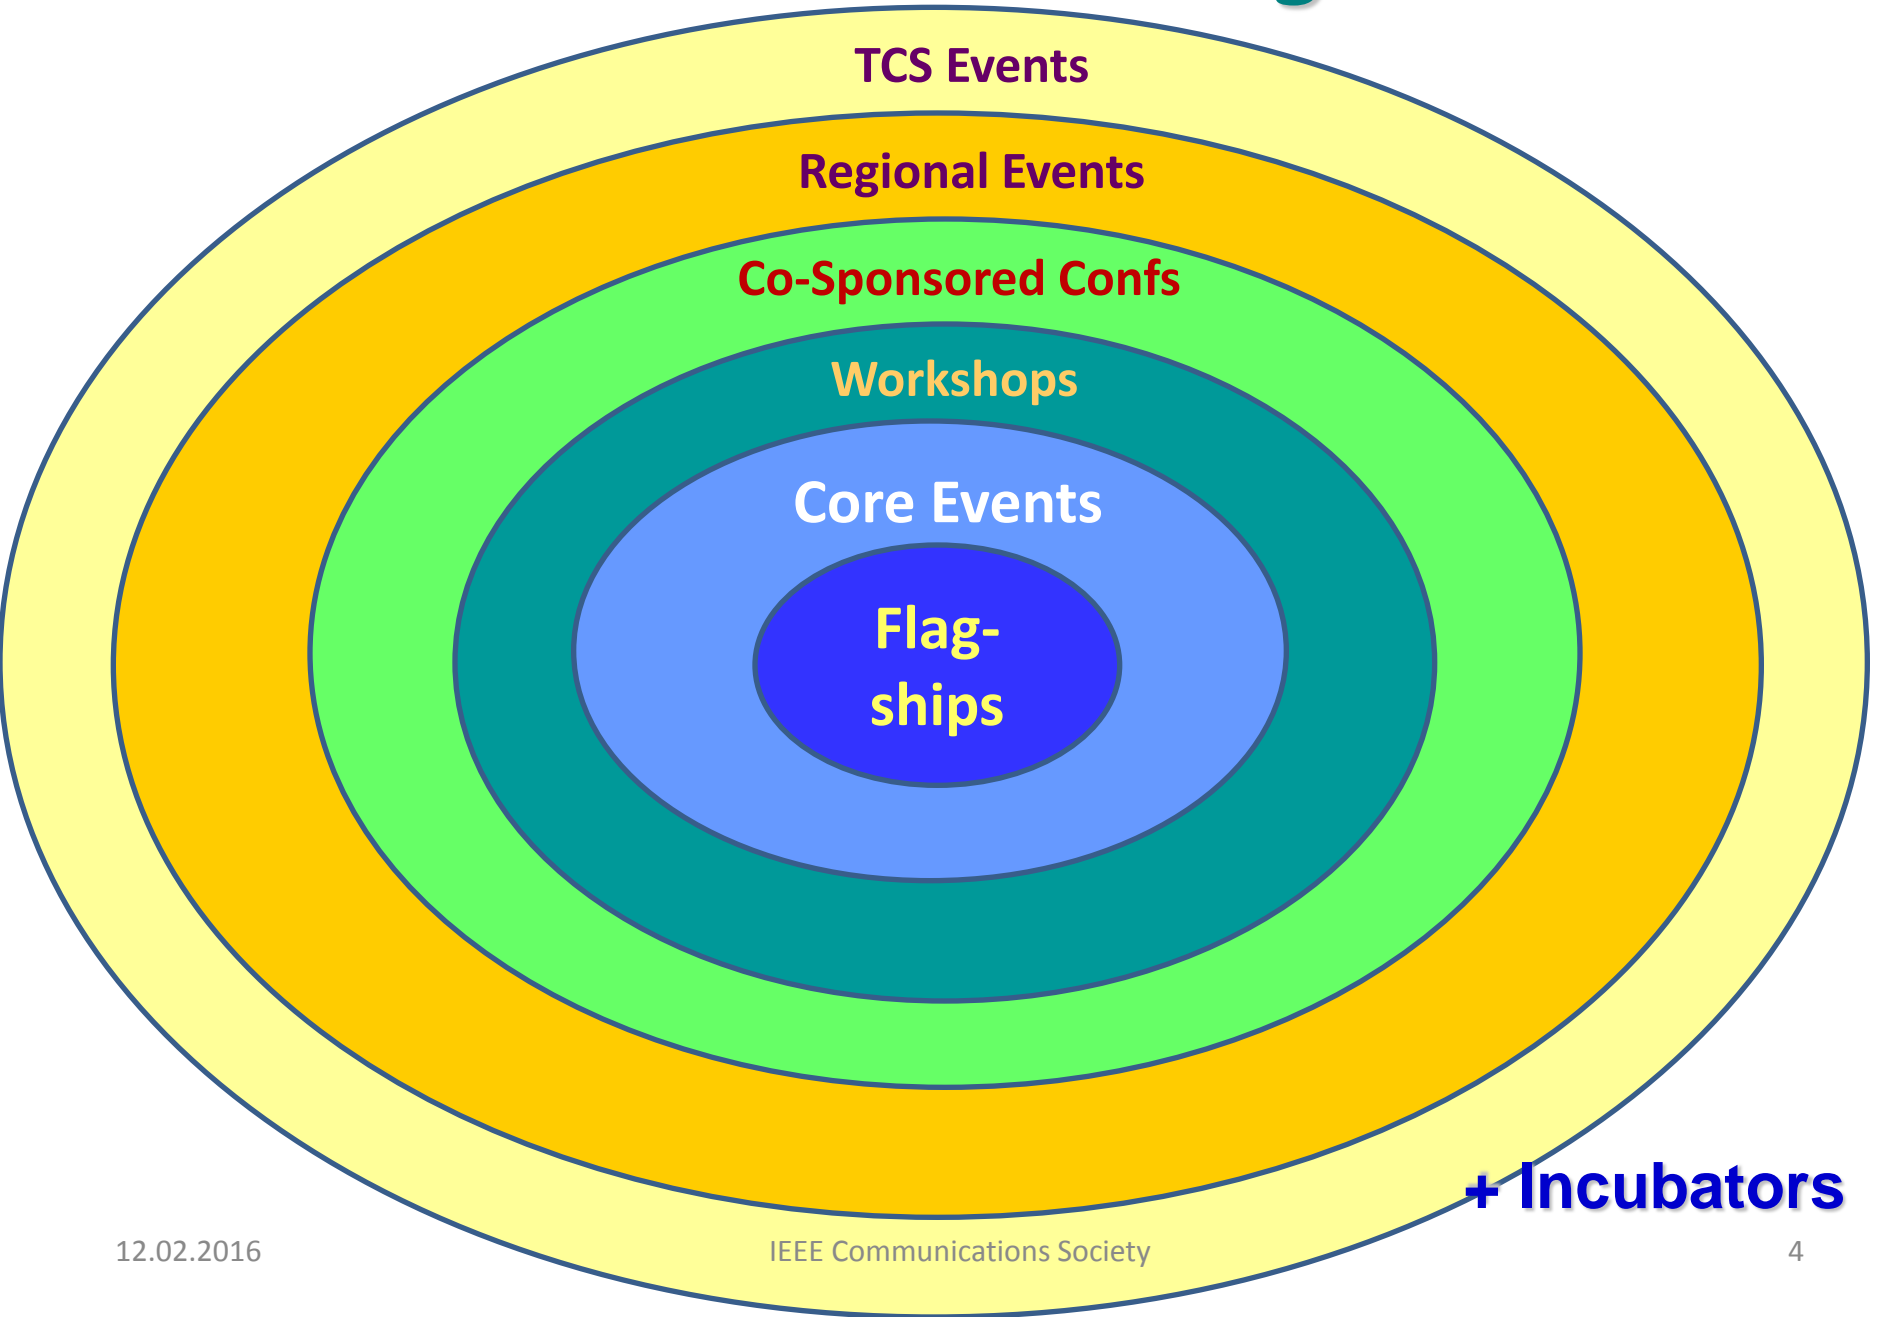 TCS Events
Regional Events
Co-Sponsored Confs
Workshops
Core Events
Flag-
ships
+ Incubators
12.02.2016
IEEE Communications Society
4